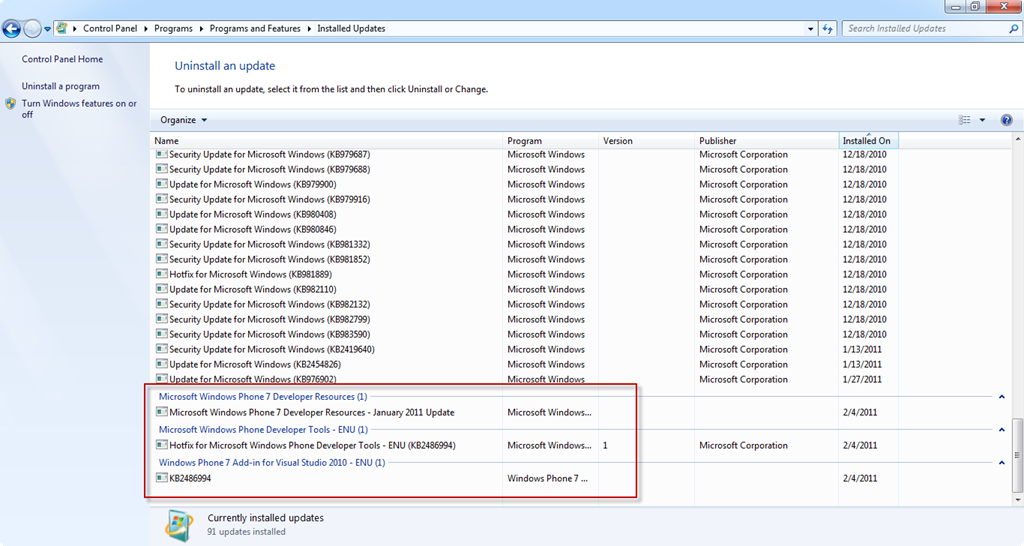 Control Panel Programs Programs and Features Installed Updates
Search Installed Updates
Control Panel Home
Uninstall a program
Turn Windows features on or
off
Uninstall an update
To uninstall an update, select it from the list and then click Uninstall or Change.
Organize
Name Program Version Publisher Installed On
Security Update for Microsoft Windows (KB979687) Microsoft Windows Microsoft Corporation 12/18/2010
Security Update for Microsoft Windows (KB979688) Microsoft Windows Microsoft Corporation 12/18/2010
Update for Microsoft Windows (KB979900) Microsoft Windows Microsoft Corporation 12/18/2010
Security Update for Microsoft Windows (KB979916) Microsoft Windows Microsoft Corporation 12/18/2010
Update for Microsoft Windows (KB980408) Microsoft Windows Microsoft Corporation 12/18/2010
Update for Microsoft Windows (KB980846) Microsoft Windows Microsoft Corporation 12/18/2010
Security Update for Microsoft Windows (KB981332) Microsoft Windows Microsoft Corporation 12/18/2010
Security Update for Microsoft Windows (KB981852) Microsoft Windows Microsoft Corporation 12/18/2010
Hotfix for Microsoft Windows (KB981889) Microsoft Windows Microsoft Corporation 12/18/2010
Update for Microsoft Windows (KB982110) Microsoft Windows Microsoft Corporation 12/18/2010
Security Update for Microsoft Windows (KB982132) Microsoft Windows Microsoft Corporation 12/18/2010
Security Update for Microsoft Windows (KB982799) Microsoft Windows Microsoft Corporation 12/18/2010
Security Update for Microsoft Windows (KB983590) Microsoft Windows Microsoft Corporation 12/18/2010
Security Update for Microsoft Windows (KB2419640) Microsoft Windows Microsoft Corporation 1/13/2011
Update for Microsoft Windows (KB2454826) Microsoft Windows Microsoft Corporation 1/13/2011
Update for Microsoft Windows (KB976902) Microsoft Windows Microsoft Corporation 1/27/2011
Microsoft Windows Phone 7 Developer Resources (1)
Microsoft Windows Phone 7 Developer Resources - January 2011 Update Microsoft Windows... 2/4/2011
Microsoft Windows Phone Developer Tools - ENU (1)
Hotfix for Microsoft Windows Phone Developer Tools - ENU (KB2486994) Microsoft Windows... 1 Microsoft Corporation 2/4/2011
Windows Phone 7 Add-in for Visual Studio 2010 - ENU (1)
KB2486994 Windows Phone 7 ... 2/4/2011
Currently installed updates
91 updates installed